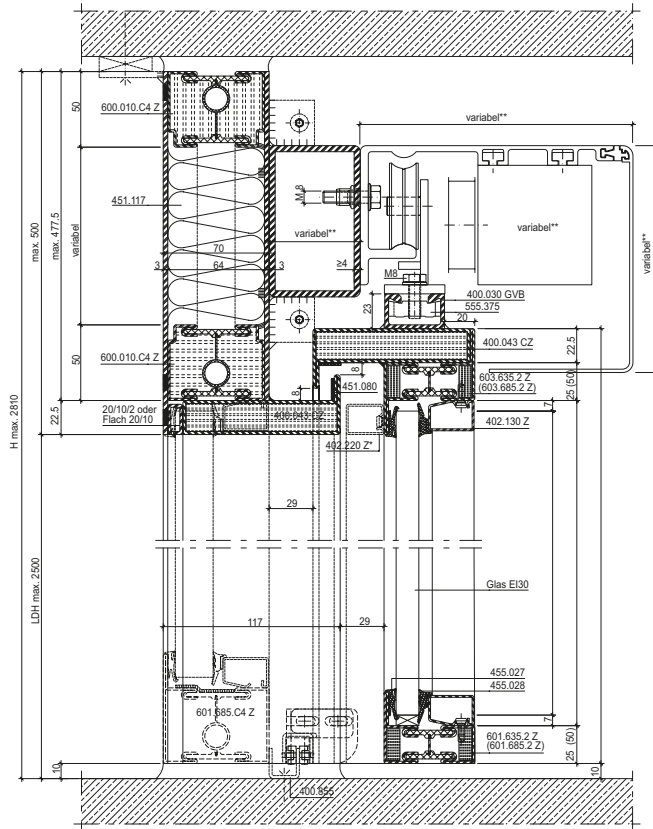 variabel**
50
600.010.C4 Z
M 8
451.117
max. 500
max. 477.5
variabel
variabel**
variabel**
variabel**
70
3
64
3
≥4
M8
400.030 GVB
23
555.375
20
400.043 CZ
22.5
50
600.010.C4 Z
8
8
451.080
603.635.2 Z
(603.685.2 Z)
25 (50)
20/10/2 oder
Flach 20/10
22.5
400.043 CZ
7
402.130 Z
402.220 Z*
H max. 2810
29
Glas EI30
LDH max. 2500
117
29
455.027
455.028
601.685.C4 Z
7
601.635.2 Z
(601.685.2 Z)
25 (50)
10
10
400.855